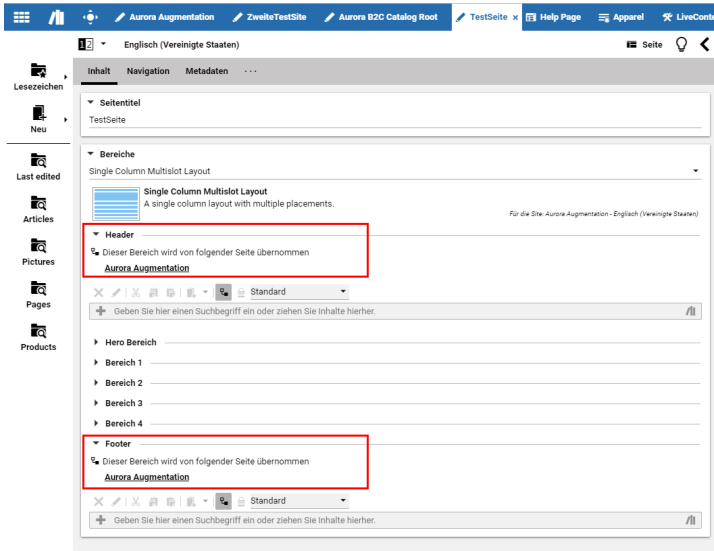 Aurora Augmentation
ZweiteTestSite
Aurora B2C Catalog Root
TestSeite ×
Help Page
Apparel
LiveConte
12
Englisch (Vereinigte Staaten)
Seite
Lesezeichen
Neu
Last edited
Articles
Pictures
Pages
Products
Inhalt Navigation Metadaten ···
Seitentitel
TestSeite
Bereiche
Single Column Multislot Layout
Single Column Multislot Layout
A single column layout with multiple placements.
Für die Site: Aurora Augmentation - Englisch (Vereinigte Staaten)
Header
Dieser Bereich wird von folgender Seite übernommen
Aurora Augmentation
Standard
Geben Sie hier einen Suchbegriff ein oder ziehen Sie Inhalte hierher.
Hero Bereich
Bereich 1
Bereich 2
Bereich 3
Bereich 4
Footer
Dieser Bereich wird von folgender Seite übernommen
Aurora Augmentation
Standard
Geben Sie hier einen Suchbegriff ein oder ziehen Sie Inhalte hierher.